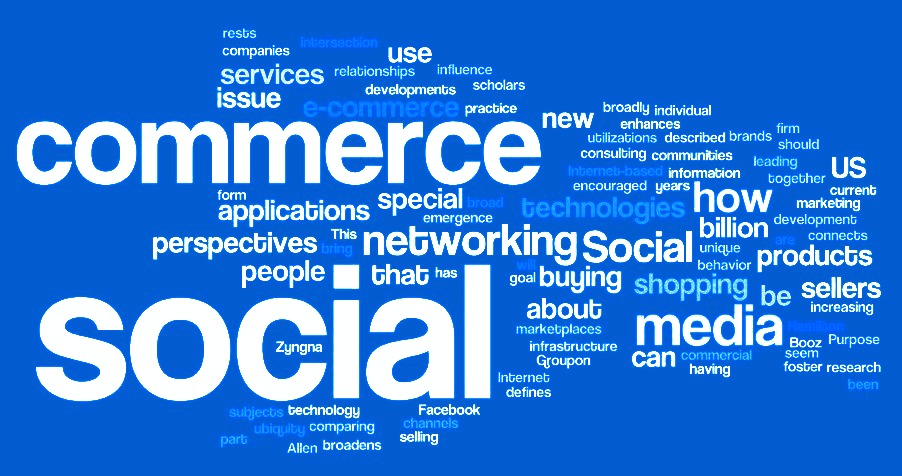 rests
companies intersection use
services relationships influence
issue developments scholars
e-commerce practice
commerce new broadly individual
enhances
utilizations described brands firm
consulting communities should
Internet-based information leading US
encouraged years together current
form special broad technologies how marketing
applications emergence billion development
perspectives This networking Social unique are connects
bring behavior products
people that has will goal buying shopping be sellers
increasing
social about media Hamilton
marketplaces Booz Purpose
Zyngna infrastructure can commercial seem
Groupon having foster research
Internet been
defines
subjects technology Facebook
ubiquity comparing channels
part Allen broadens selling